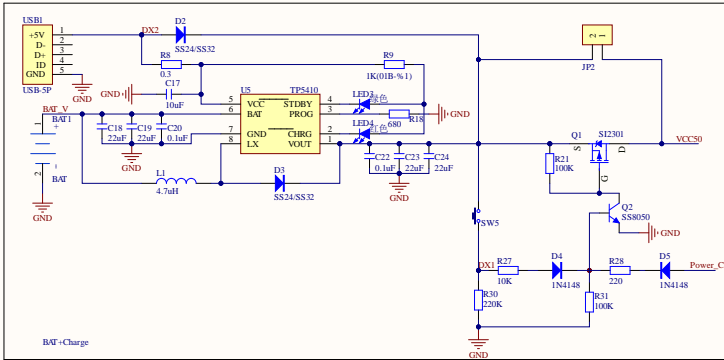 USB1
+5V
D-
D+
ID
GND
1
2
3
4
5
USB-5P
GND
DX2
D2
SS24/SS32
R8
0.3
C17
10uF
GND
R9
1K(01B-%1)
U5
TP5410
VCC
BAT
GND
LX
STDBY
PROG
CHRG
VOUT
5
6
7
8
4
3
2
1
LED3
绿色
R18
680
GND
LED4
红色
BAT_V
BAT1
+
1
-
BAT
2
GND
C18
22uF
C19
22uF
C20
0.1uF
GND
L1
4.7uH
D3
SS24/SS32
C22
0.1uF
C23
22uF
C24
22uF
GND
2
1
JP2
Q1
SI2301
S
D
G
VCC50
R21
100K
Q2
SS8050
GND
SW5
DX1
R27
10K
D4
1N4148
R28
220
D5
1N4148
Power_C
R30
220K
R31
100K
GND
BAT+Charge